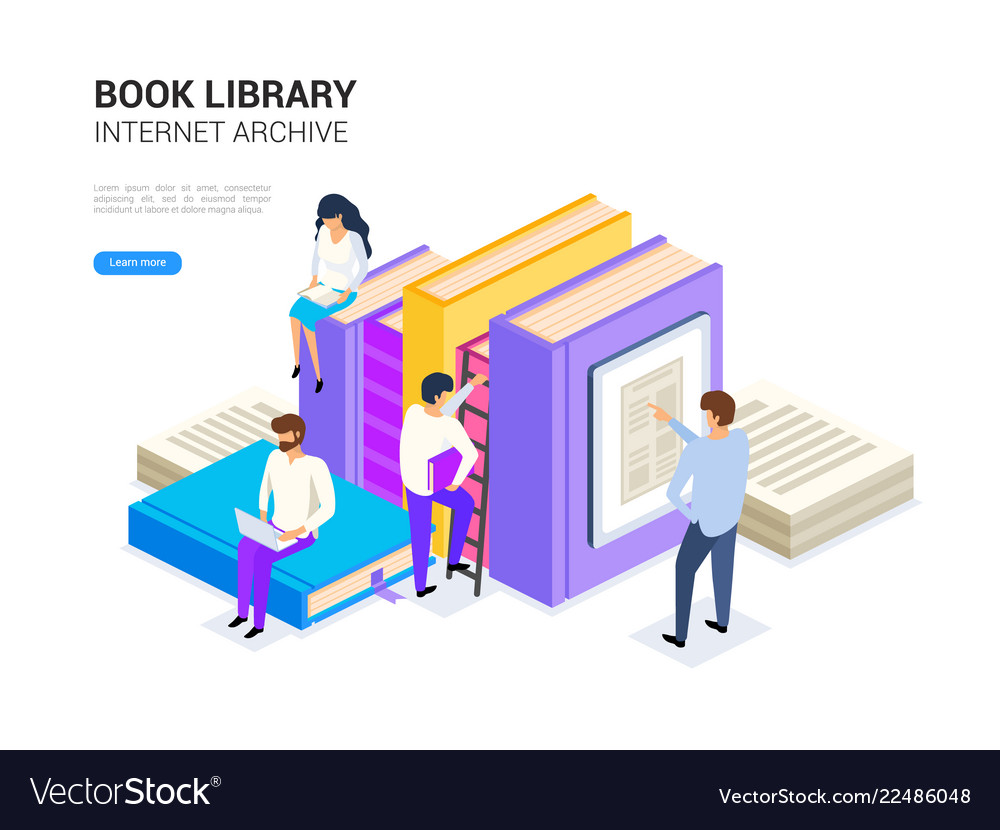 BOOK LIBRARY
INTERNET ARCHIVE
Lorem ipsum dolor sit amet, consectetur
adipiscing elit, sed do eiusmod tempor
incididunt ut labore et dolore magna aliqua.
Learn more
VectorStock®
VectorStock.com/22486048